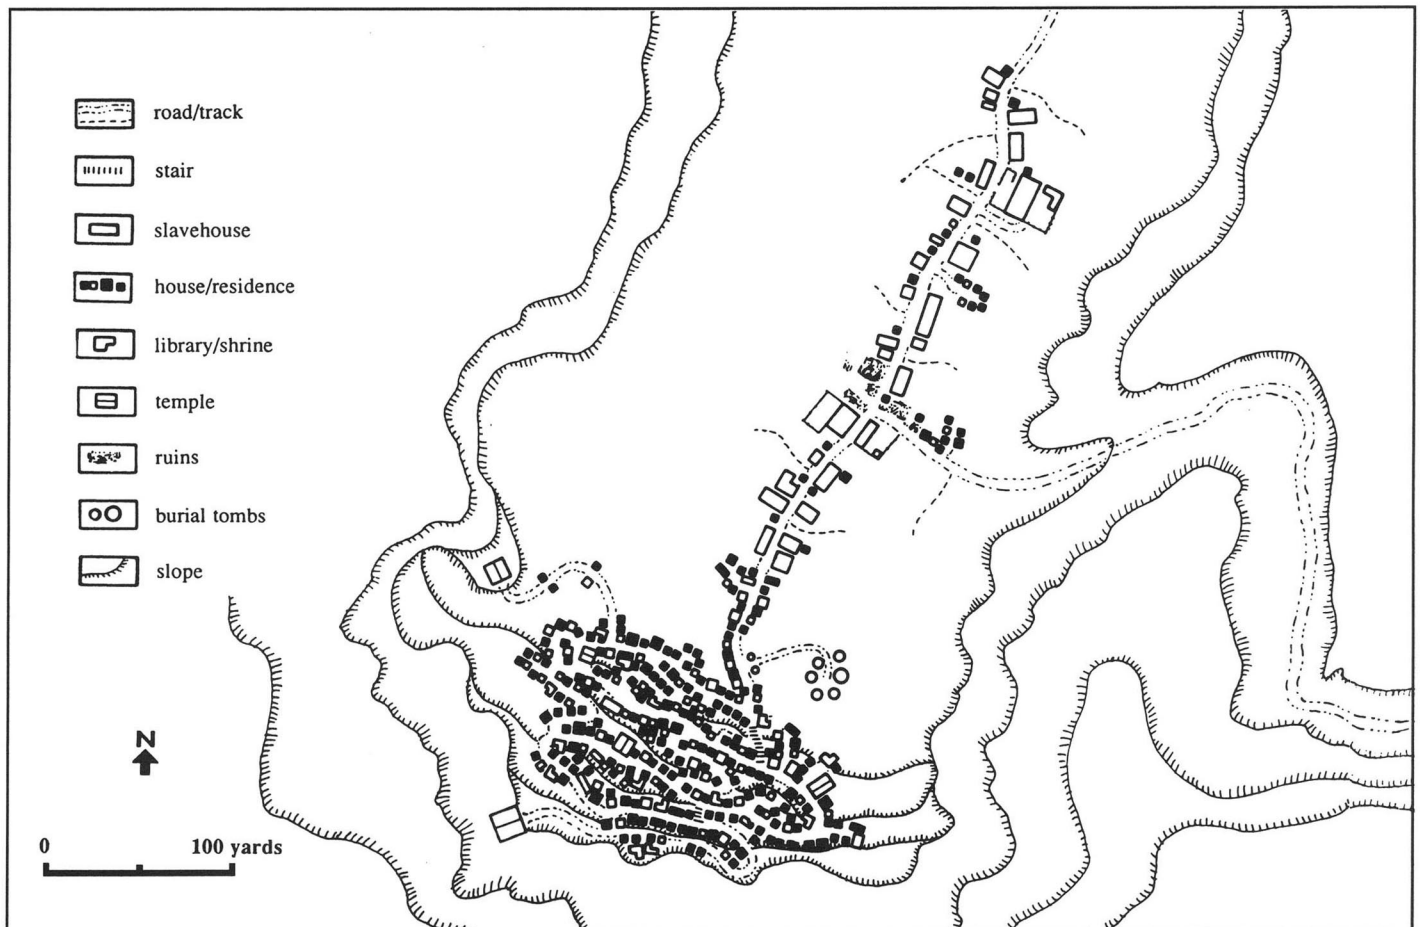 road/track
stair
slavehouse
house/residence
library/shrine
temple
ruins
burial tombs
slope
N
0 100 yards